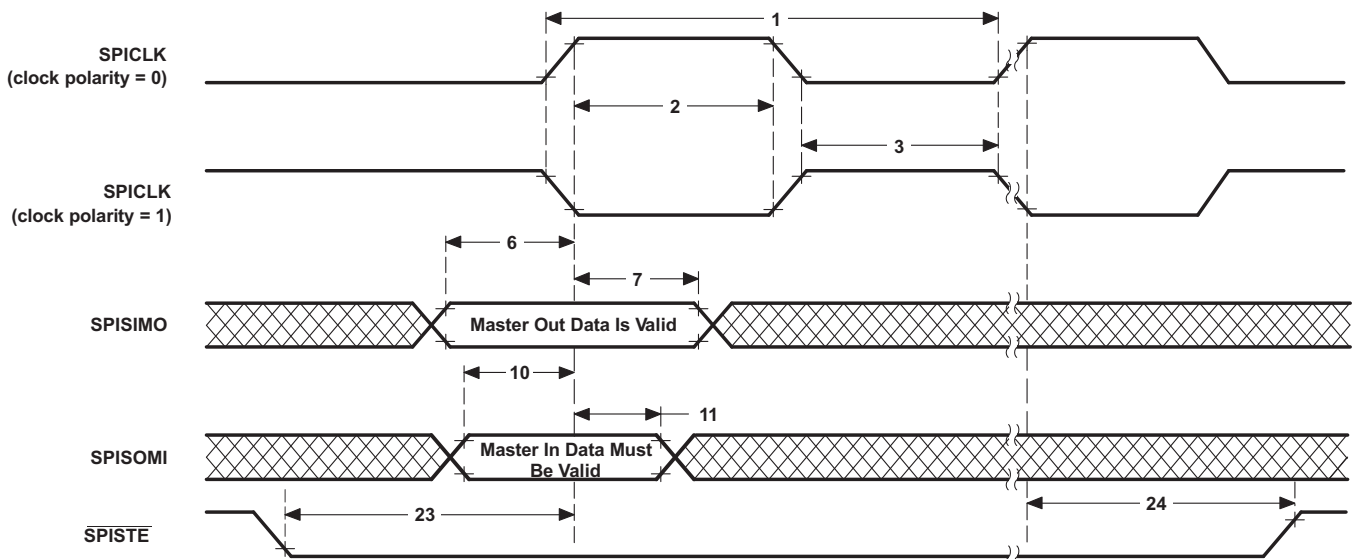 1
SPICLK
(clock polarity = 0)
2
3
SPICLK
(clock polarity = 1)
6
7
SPISIMO
Master Out Data Is Valid
10
11
SPISOMI
Master In Data Must
Be Valid
23
24
SPISTE